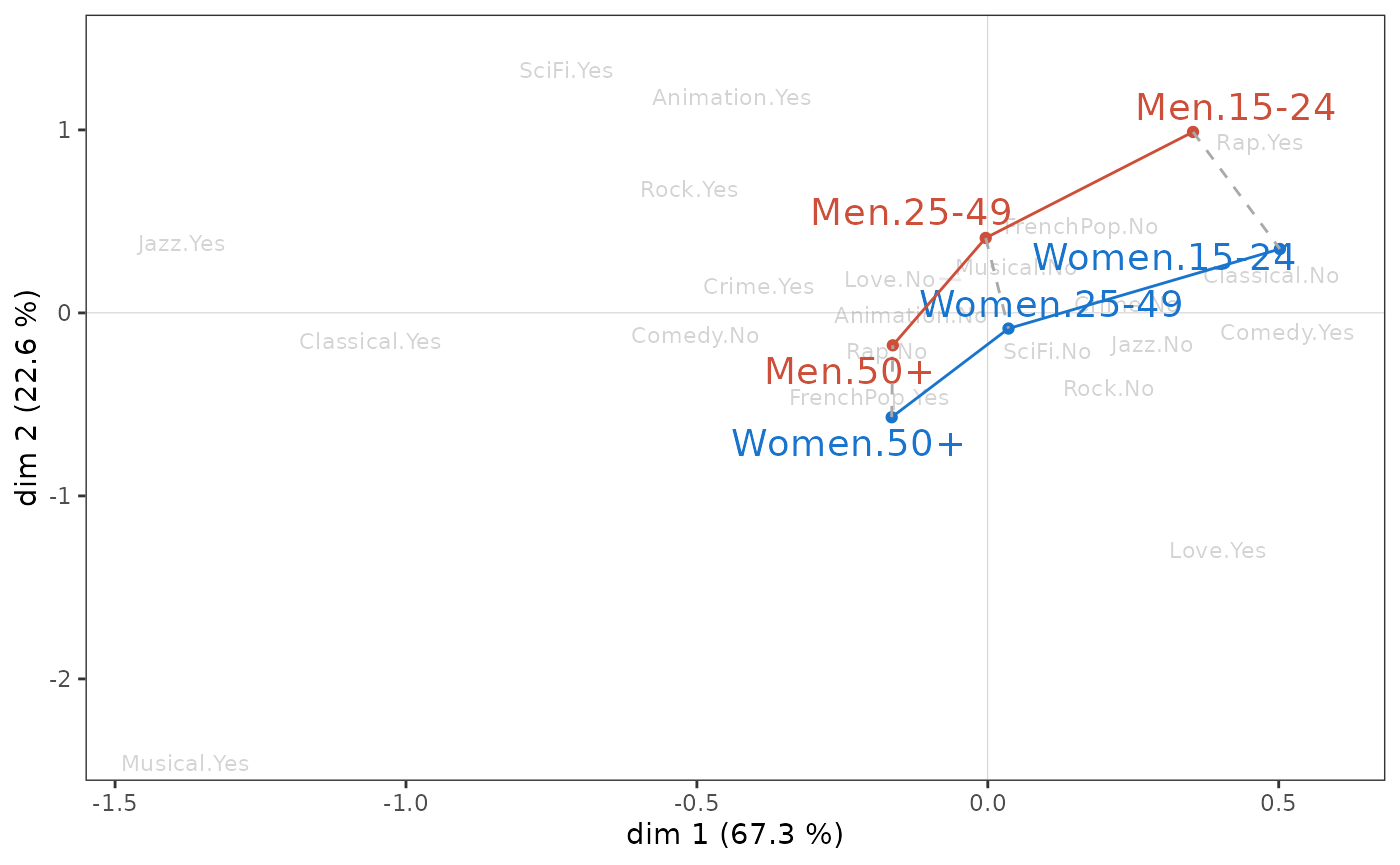 SciFi.Yes
Animation.Yes
Men.15-24
Rap.Yes
Rock.Yes
Men.25-49
FrenchPop.No
Jazz.Yes
Women.15-24
Musical.No
Love.No
Classical.No
Crime.Yes
Women.25-49
Crime.No
Animation.No
Comedy.No
Classical.Yes
Comedy.Yes
Rap.No
SciFi.No
Jazz.No
Men.50+
Rock.No
FrenchPop.Yes
Women.50+
Love.Yes
Musical.Yes
1
0
-1
-2
dim 2 (22.6 %)
-1.5
-1.0
-0.5
0.0
0.5
dim 1 (67.3 %)